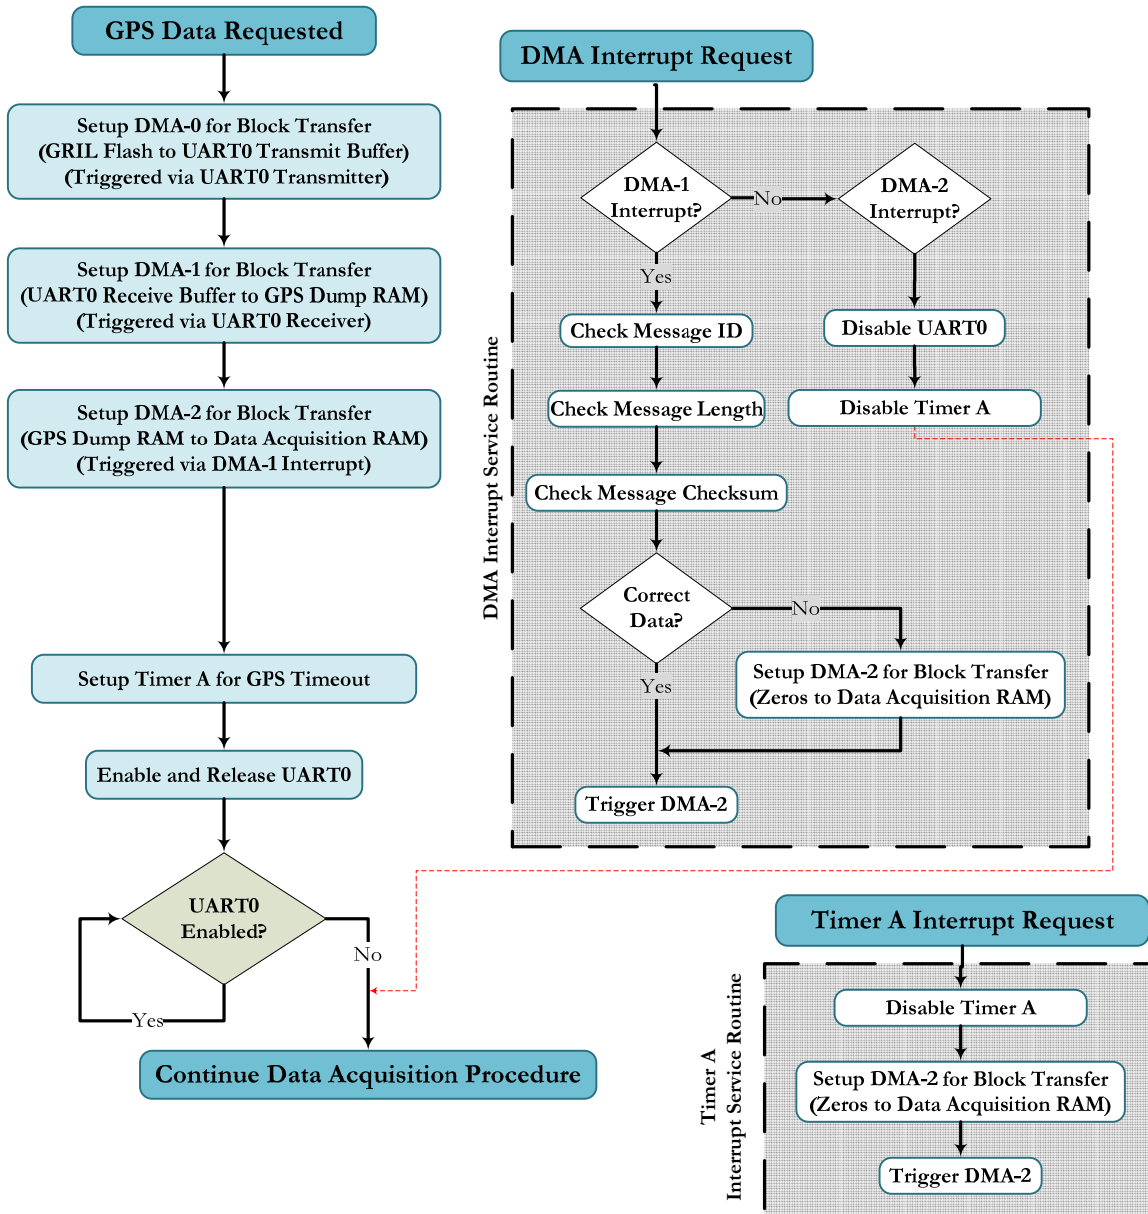 GPS Data Requested
Setup DMA-0 for Block Transfer
(GRIL Flash to UART0 Transmit Buffer)
(Triggered via UART0 Transmitter)
Setup DMA-1 for Block Transfer
(UART0 Receive Buffer to GPS Dump RAM)
(Triggered via UART0 Receiver)
Setup DMA-2 for Block Transfer
(GPS Dump RAM to Data Acquisition RAM)
(Triggered via DMA-1 Interrupt)
Setup Timer A for GPS Timeout
Enable and Release UART0
UART0
Enabled?
No
Yes
Continue Data Acquisition Procedure
DMA Interrupt Request
DMA Interrupt Service Routine
DMA-1
Interrupt?
No
DMA-2
Interrupt?
Yes
Check Message ID
Disable UART0
Check Message Length
Disable Timer A
Check Message Checksum
Correct
Data?
No
Yes
Setup DMA-2 for Block Transfer
(Zeros to Data Acquisition RAM)
Trigger DMA-2
Timer A Interrupt Request
Timer A
Interrupt Service Routine
Disable Timer A
Setup DMA-2 for Block Transfer
(Zeros to Data Acquisition RAM)
Trigger DMA-2